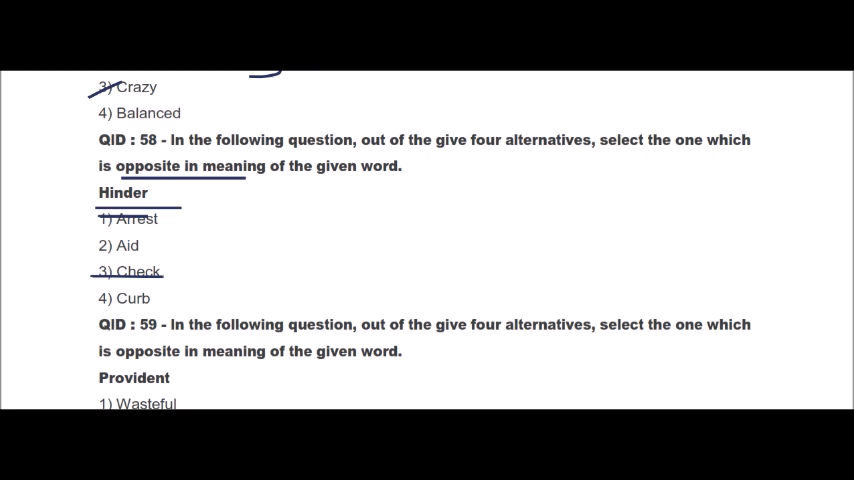 3) Crazy
4) Balanced
QID : 58 - In the following question, out of the give four alternatives, select the one which
is opposite in meaning of the given word.
Hinder
1) Arrest
2) Aid
3) Check
4) Curb
QID : 59 - In the following question, out of the give four alternatives, select the one which
is opposite in meaning of the given word.
Provident
1) Wasteful